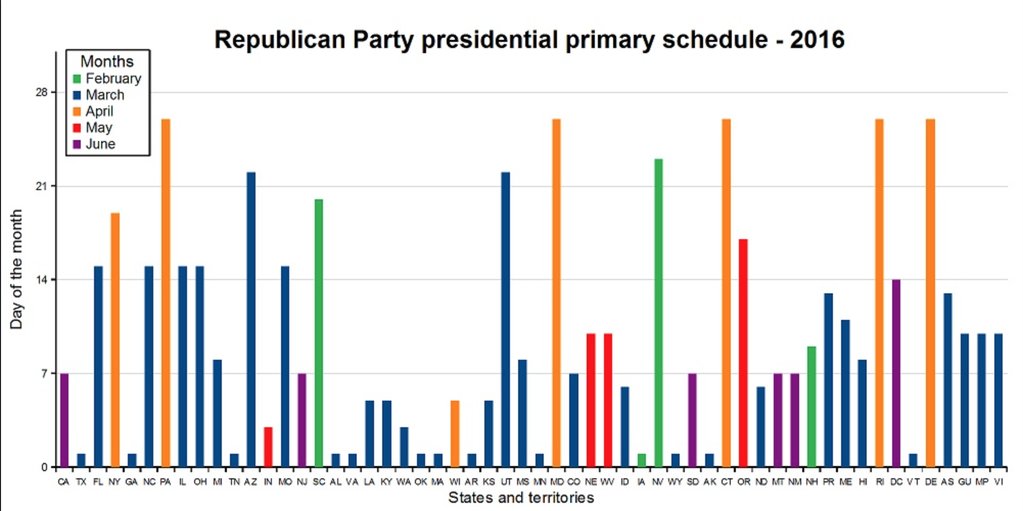 Republican Party presidential primary schedule - 2016
Months
February
March
April
May
June
Day of the month
28
21
14
7
0
CA TX FL NY GA NC PA IL OH MI TN AZ IN MO NJ SC AL VA LA KY WA OK MA WI AR KS UT MS MN MD CO NE WV ID IA NV WY SD AK CT OR ND MT NM NH PR ME HI RI DC VT DE AS GU MP VI
States and territories